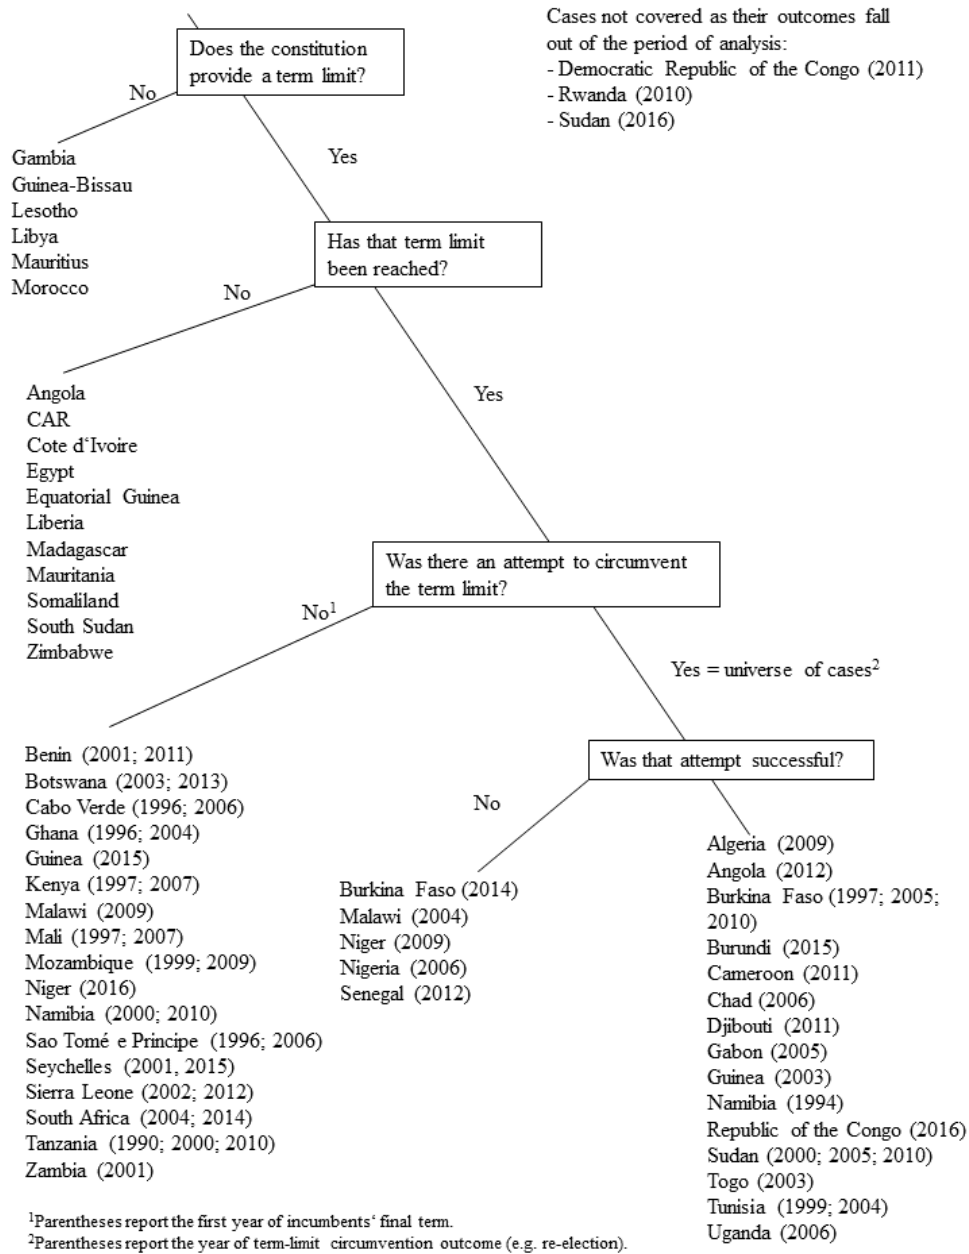 Does the constitution
provide a term limit?
Cases not covered as their outcomes fall
out of the period of analysis:
- Democratic Republic of the Congo (2011)
- Rwanda (2010)
- Sudan (2016)
No
Yes
Gambia
Guinea-Bissau
Lesotho
Libya
Mauritius
Morocco
Has that term limit
been reached?
No
Yes
Angola
CAR
Cote d‘Ivoire
Egypt
Equatorial Guinea
Liberia
Madagascar
Mauritania
Somaliland
South Sudan
Zimbabwe
Was there an attempt to circumvent
the term limit?
No¹
Yes = universe of cases²
Benin (2001; 2011)
Botswana (2003; 2013)
Cabo Verde (1996; 2006)
Ghana (1996; 2004)
Guinea (2015)
Kenya (1997; 2007)
Malawi (2009)
Mali (1997; 2007)
Mozambique (1999; 2009)
Niger (2016)
Namibia (2000; 2010)
Sao Tomé e Principe (1996; 2006)
Seychelles (2001, 2015)
Sierra Leone (2002; 2012)
South Africa (2004; 2014)
Tanzania (1990; 2000; 2010)
Zambia (2001)
Was that attempt successful?
No
Burkina Faso (2014)
Malawi (2004)
Niger (2009)
Nigeria (2006)
Senegal (2012)
Algeria (2009)
Angola (2012)
Burkina Faso (1997; 2005;
2010)
Burundi (2015)
Cameroon (2011)
Chad (2006)
Djibouti (2011)
Gabon (2005)
Guinea (2003)
Namibia (1994)
Republic of the Congo (2016)
Sudan (2000; 2005; 2010)
Togo (2003)
Tunisia (1999; 2004)
Uganda (2006)
¹Parentheses report the first year of incumbents‘ final term.
²Parentheses report the year of term-limit circumvention outcome (e.g. re-election).